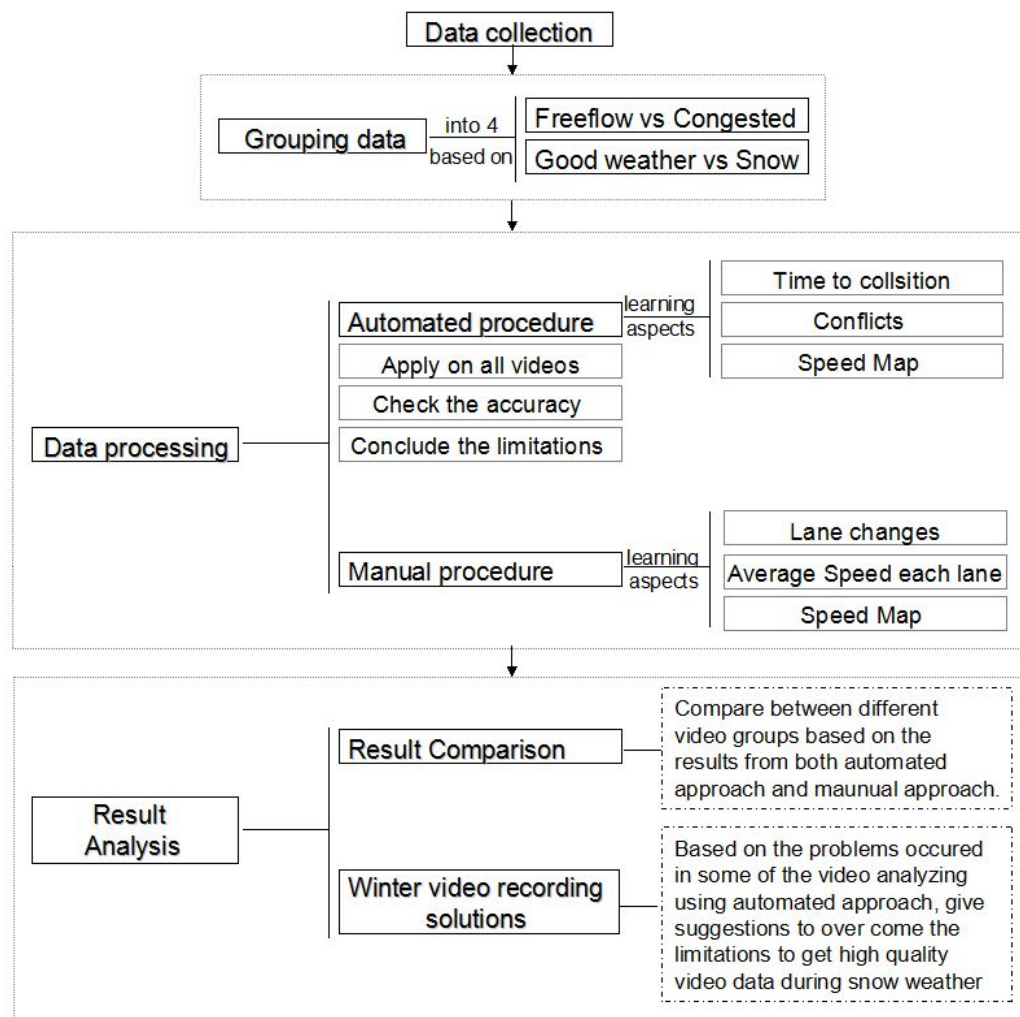 Data collection
Grouping data
into 4
based on
Freeflow vs Congested
Good weather vs Snow
Data processing
Automated procedure
Apply on all videos
Check the accuracy
Conclude the limitations
learning
aspects
Time to collsition
Conflicts
Speed Map
Manual procedure
learning
aspects
Lane changes
Average Speed each lane
Speed Map
Result
Analysis
Result Comparison
Compare between different
video groups based on the
results from both automated
approach and maunual approach.
Winter video recording
solutions
Based on the problems occured
in some of the video analyzing
using automated approach, give
suggestions to over come the
limitations to get high quality
video data during snow weather